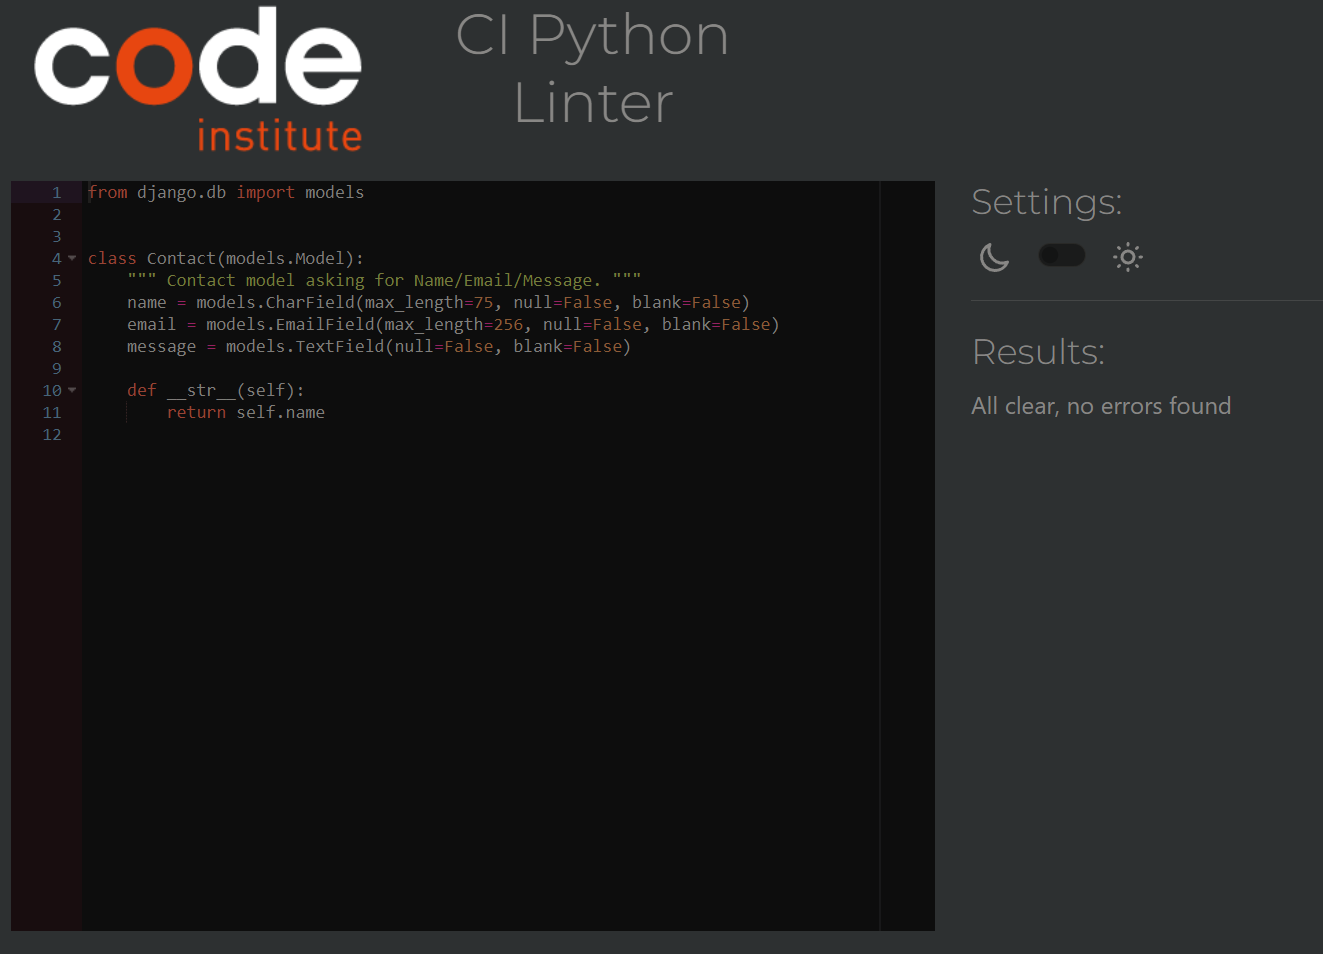 code
institute
CI Python
Linter
1 from django.db import models
2
3
4 class Contact(models.Model):
5     """ Contact model asking for Name/Email/Message. """
6     name = models.CharField(max_length=75, null=False, blank=False)
7     email = models.EmailField(max_length=256, null=False, blank=False)
8     message = models.TextField(null=False, blank=False)
9
10     def __str__(self):
11         return self.name
12
Settings:
Results:
All clear, no errors found